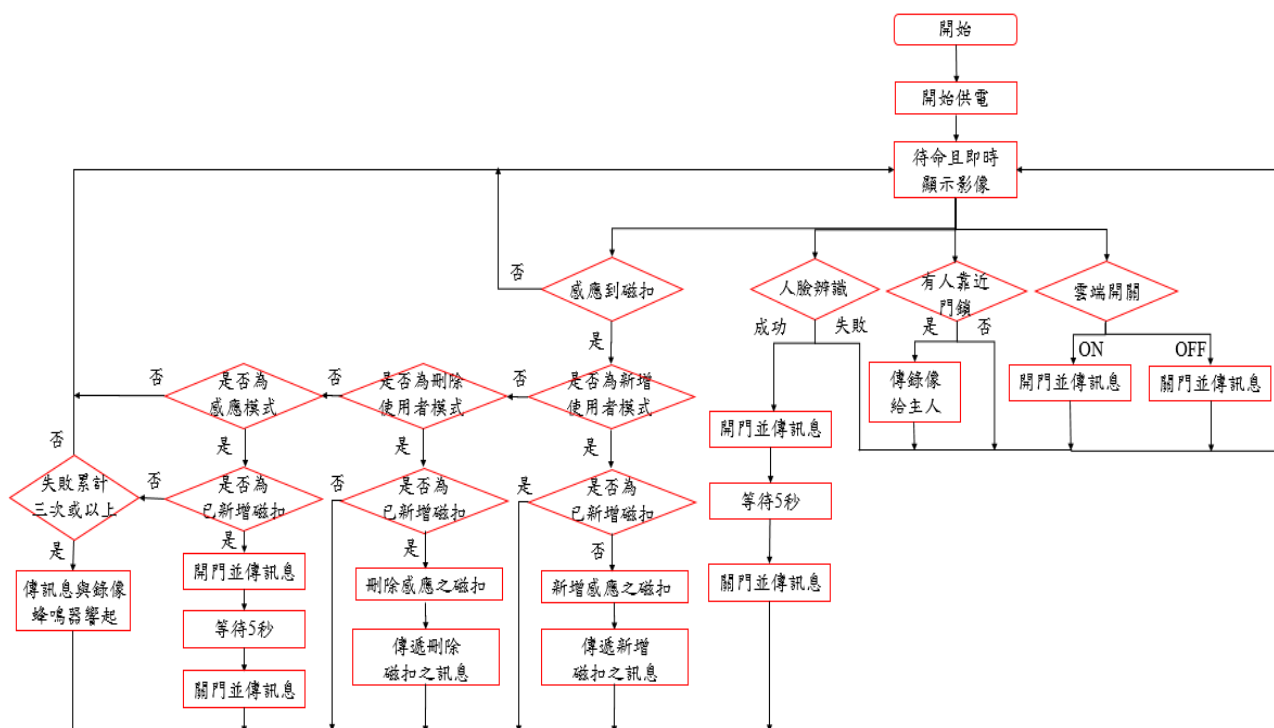 開始
開始供電
待命且即時
顯示影像
否
感應到磁扣
人臉辨識
有人靠近
門鎖
雲端開關
成功
失敗
是
否
是
ON
OFF
否
是否為
感應模式
否
是否為刪除
使用者模式
否
是否為新增
使用者模式
傳錄像
給主人
開門並傳訊息
關門並傳訊息
開門並傳訊息
否
是
是
是
失敗累計
三次或以上
否
是否為
已新增磁扣
否
是否為
已新增磁扣
是
是否為
已新增磁扣
等待5秒
是
是
是
否
傳訊息與錄像
蜂鳴器響起
開門並傳訊息
刪除感應之磁扣
新增感應之磁扣
關門並傳訊息
等待5秒
傳遞刪除
磁扣之訊息
傳遞新增
磁扣之訊息
關門並傳訊息